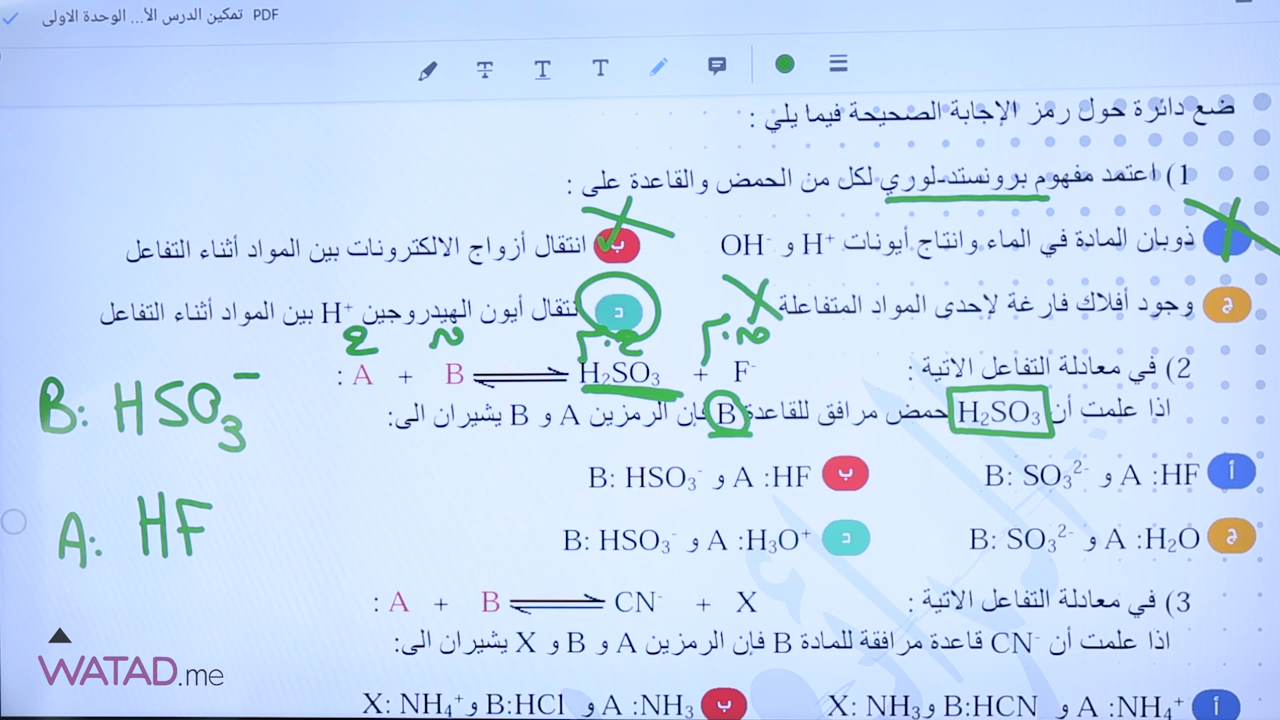 PDF تمكين الدرس الأ... الوحدة الاولى
ضع دائرة حول رمز الإجابة الصحيحة فيما يلي :
1) اعتمد مفهوم برونستد-لوري لكل من الحمض والقاعدة على :
ذوبان المادة في الماء وانتاج أيونات H⁺ و OH⁻
ب انتقال أزواج الالكترونات بين المواد أثناء التفاعل
ج وجود أفلاك فارغة لإحدى المواد المتفاعلة
د انتقال أيون الهيدروجين H⁺ بين المواد أثناء التفاعل
2) في معادلة التفاعل الاتية :
A + B ⇌ H₂SO₃ + F⁻ :
اذا علمت أن H₂SO₃ حمض مرافق للقاعدة B فإن الرمزين A و B يشيران الى:
B: HSO₃⁻
A: HF
أ A :HF و B: SO₃²⁻
ب A :HF و B: HSO₃⁻
ج A :H₂O و B: SO₃²⁻
د A :H₃O⁺ و B: HSO₃⁻
3) في معادلة التفاعل الاتية :
A + B ⇌ CN⁻ + X :
اذا علمت أن CN⁻ قاعدة مرافقة للمادة B فإن الرمزين A و B و X يشيران الى:
أ A :NH₄⁺ و B:HCN و X: NH₃
ب A :NH₃ و B:HCl و X: NH₄⁺
WATAD.me